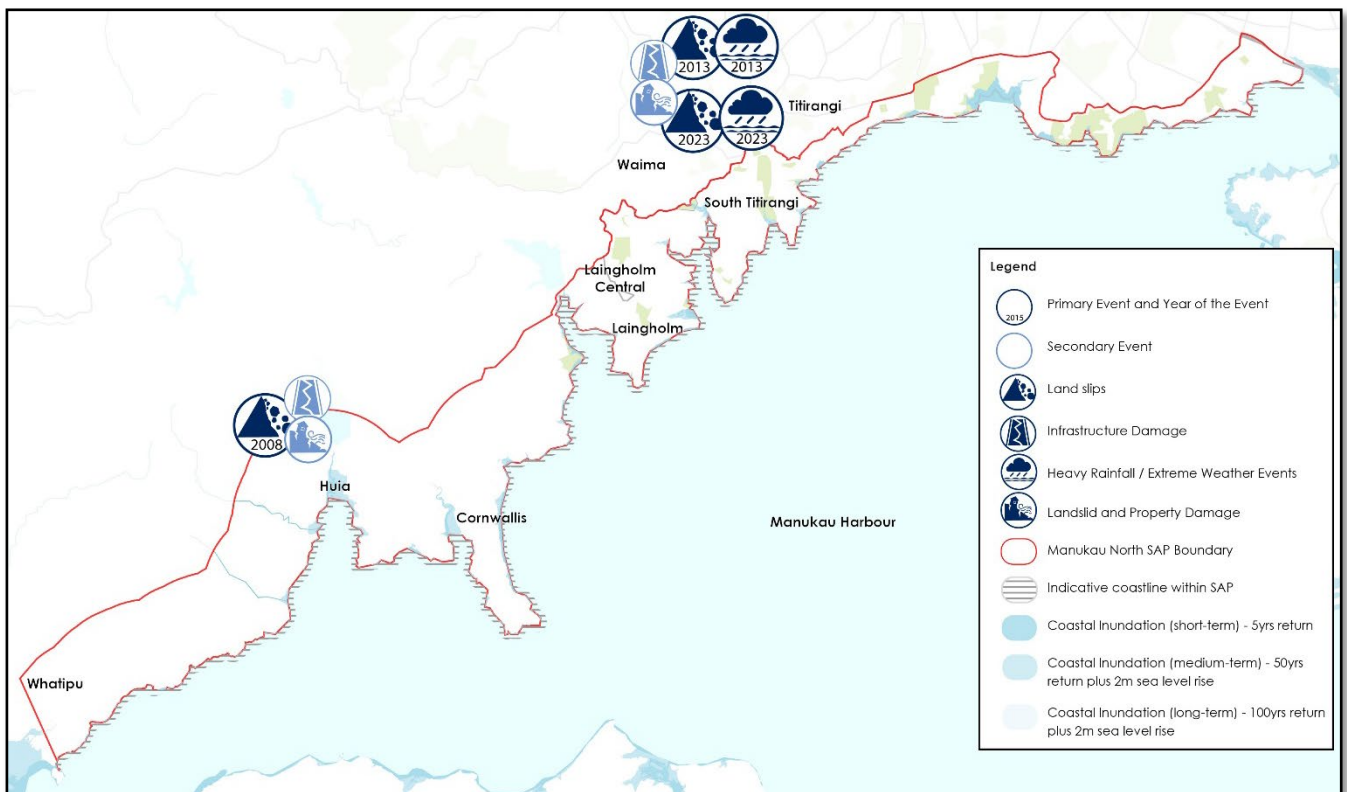 2013
2013
Titirangi
2023
2023
Waima
South Titirangi
Laingholm
Central
Laingholm
2008
Huia
Cornwallis
Manukau Harbour
Whatipu
Legend
2015
Primary Event and Year of the Event
Secondary Event
Land slips
Infrastructure Damage
Heavy Rainfall / Extreme Weather Events
Landslid and Property Damage
Manukau North SAP Boundary
Indicative coastline within SAP
Coastal Inundation (short-term) - 5yrs return
Coastal Inundation (medium-term) - 50yrs
return plus 2m sea level rise
Coastal Inundation (long-term) - 100yrs return
plus 2m sea level rise